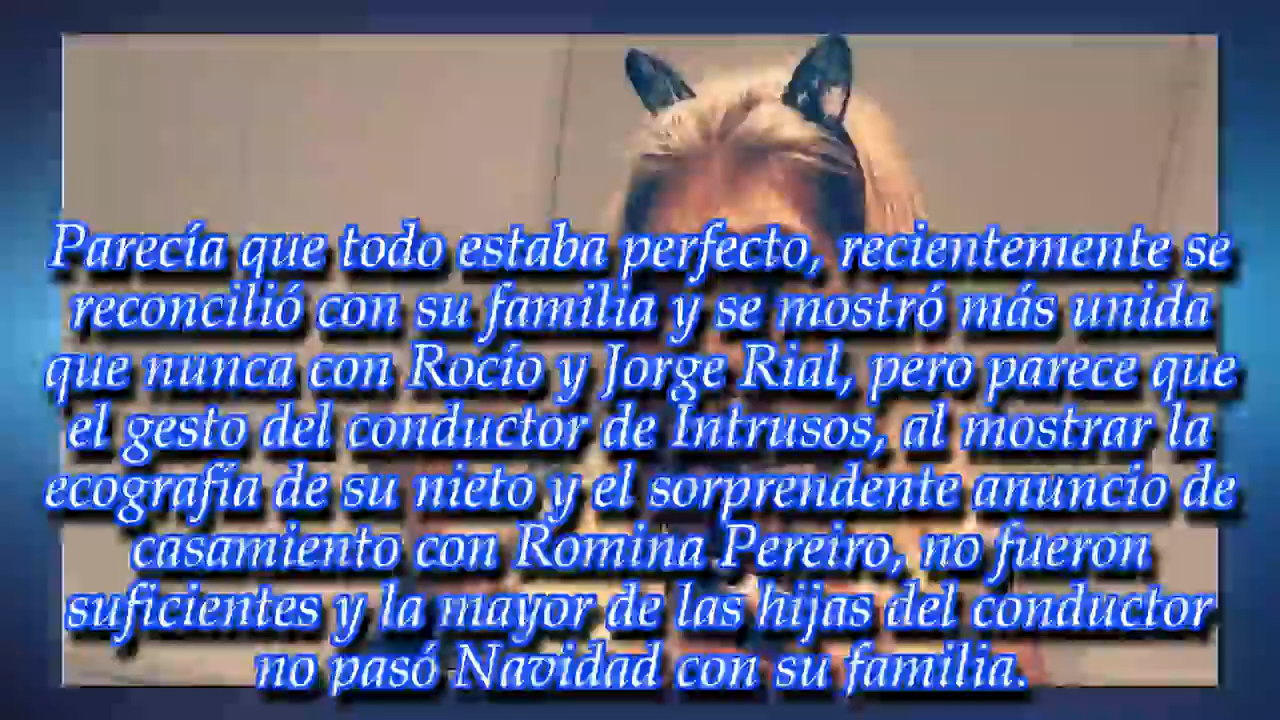 Parecía que todo estaba perfecto, recientemente se
reconcilió con su familia y se mostró más unida
que nunca con Rocío y Jorge Rial, pero parece que
el gesto del conductor de Intrusos, al mostrar la
ecografía de su nieto y el sorprendente anuncio de
casamiento con Romina Pereiro, no fueron
suficientes y la mayor de las hijas del conductor
no pasó Navidad con su familia.